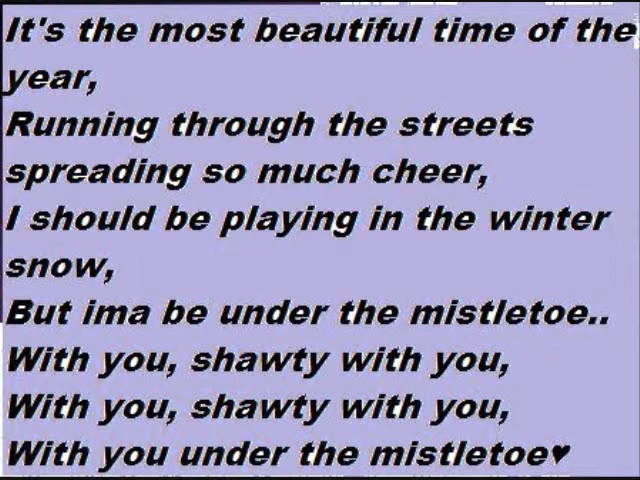 It's the most beautiful time of the
year,
Running through the streets
spreading so much cheer,
I should be playing in the winter
snow,
But ima be under the mistletoe..
With you, shawty with you,
With you, shawty with you,
With you under the mistletoe♥